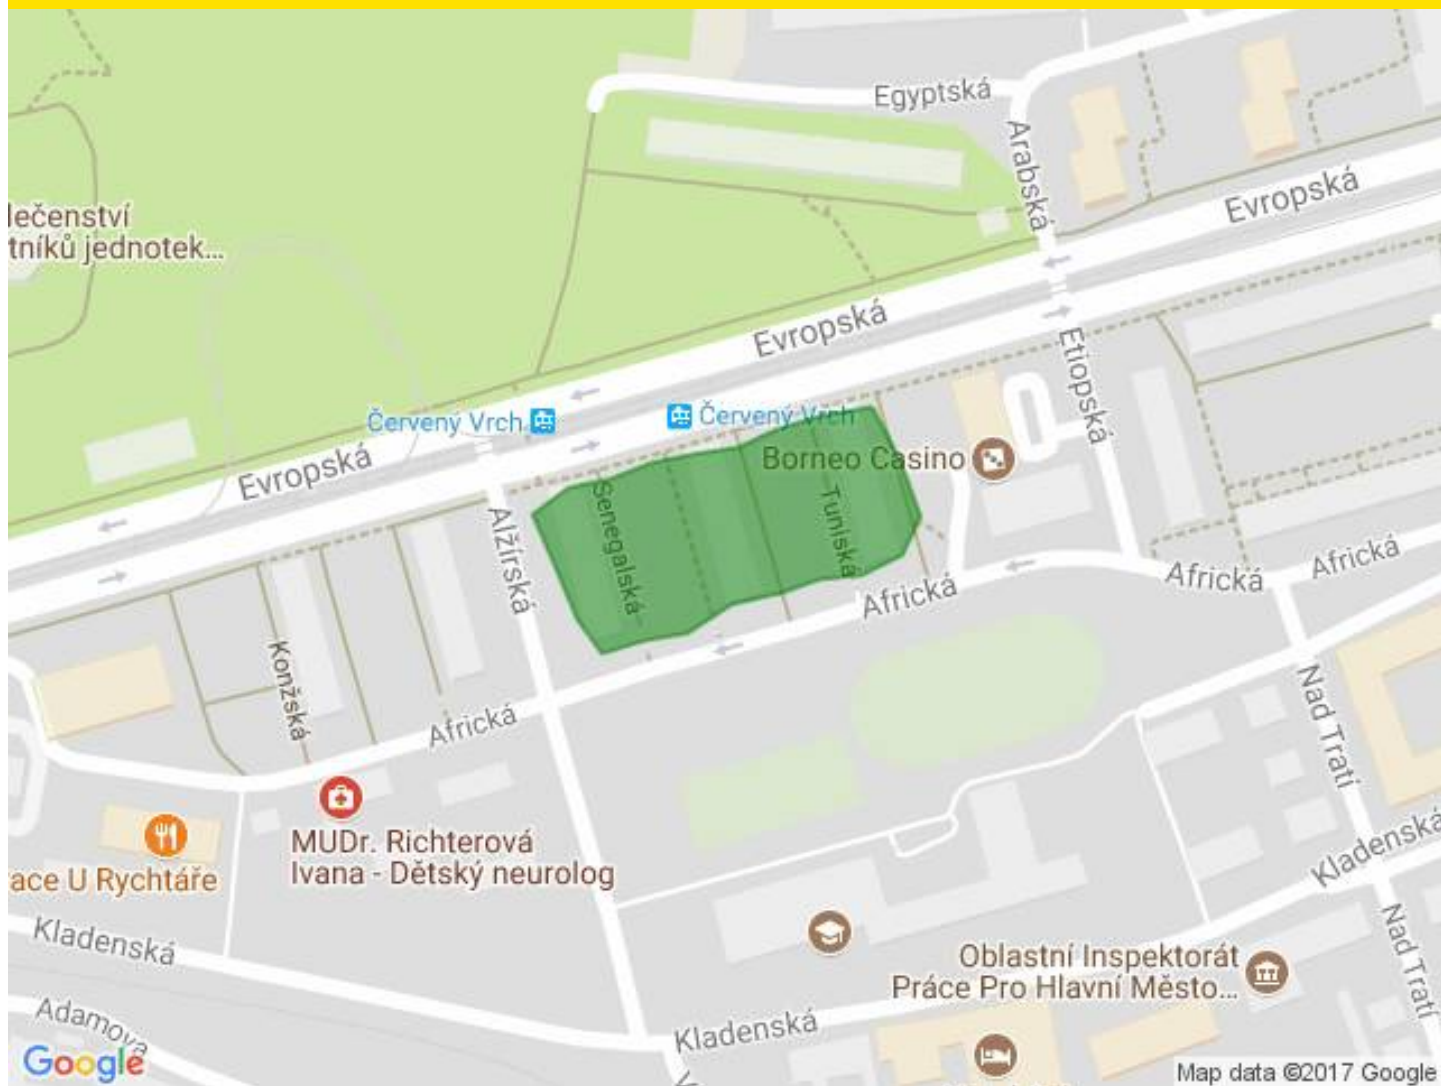 Egyptská
Arabská
Evropská
lečenství
tníků jednotek...
Evropská
Etiopská
Červený Vrch
Červený Vrch
Evropská
Borneo Casino
Senegalská
Tuniská
Alžírská
Africká
Africká
Africká
Konžská
Africká
Nad Tratí
MUDr. Richterová
Ivana - Dětský neurolog
ace U Rychtáře
Kladenská
Kladenská
Nad Tratí
Oblastní Inspektorát
Práce Pro Hlavní Město...
Kladenská
Adamova
Google
Map data ©2017 Google